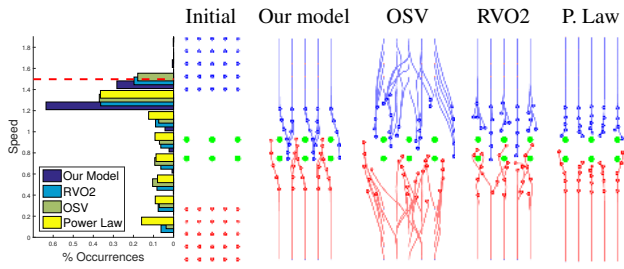 Initial Our model OSV RVO2 P. Law
Speed
1.8
1.6
1.4
1.2
1
0.8
0.6
0.4
0.2
0
Our Model
RVO2
OSV
Power Law
0.6 0.5 0.4 0.3 0.2 0.1 0
% Occurrences